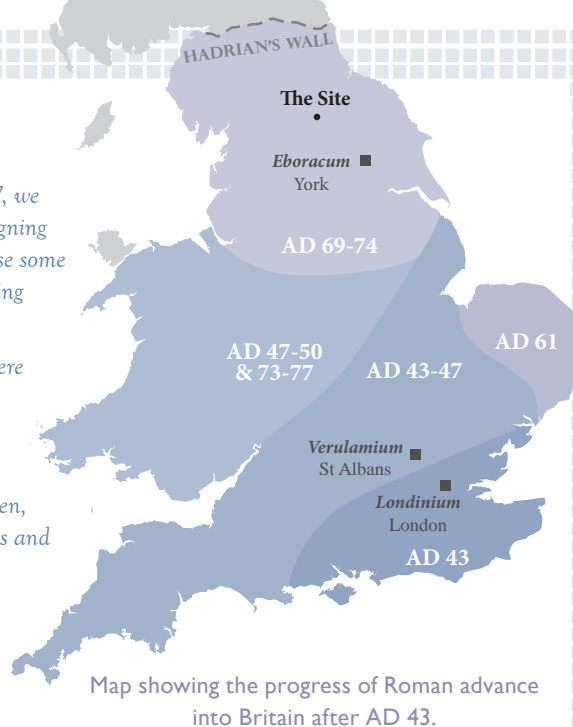 HADRIAN'S WALL
The Site
Eboracum
York
, we
gning
se some
ing
AD 69-74
ere
AD 61
AD 47-50
& 73-77
AD 43-47
Verulamium
St Albans
en,
s and
Londinium
London
AD 43
Map showing the progress of Roman advance
into Britain after AD 43.